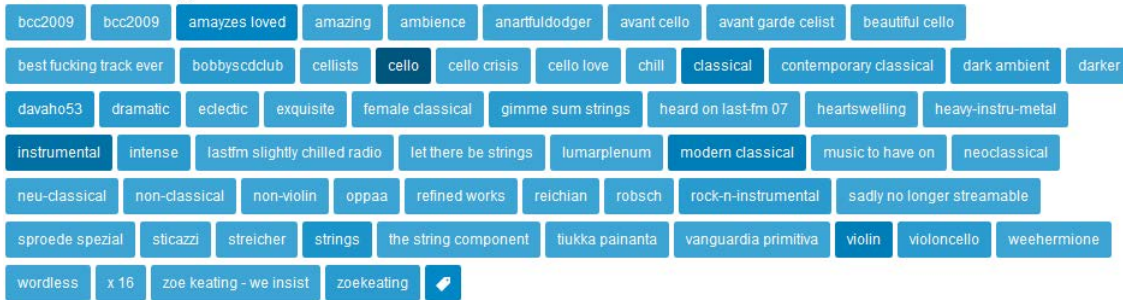 bcc2009 bcc2009 amayzes loved amazing ambience anartfuldodger avant cello avant garde celist beautiful cello
best fucking track ever bobbyscdclub cellists cello cello crisis cello love chill classical contemporary classical dark ambient darker
davaho53 dramatic eclectic exquisite female classical gimme sum strings heard on last-fm 07 heartswelling heavy-instru-metal
instrumental intense lastfm slightly chilled radio let there be strings lumarplenum modern classical music to have on neoclassical
neu-classical non-classical non-violin oppaa refined works reichian robsch rock-n-instrumental sadly no longer streamable
sproede spezial sticazzi streicher strings the string component tiukka painanta vanguardia primitiva violin violoncello weehermione
wordless x 16 zoe keating - we insist zoekeating